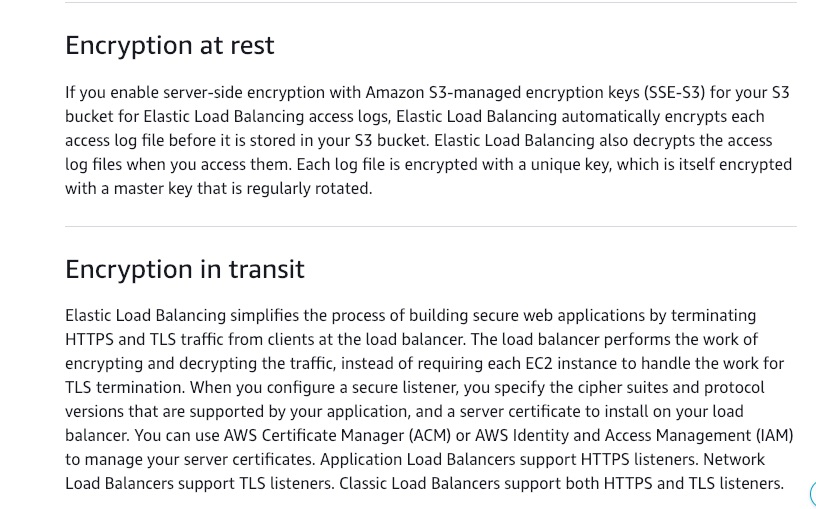 Encryption at rest
If you enable server-side encryption with Amazon S3-managed encryption keys (SSE-S3) for your S3
bucket for Elastic Load Balancing access logs, Elastic Load Balancing automatically encrypts each
access log file before it is stored in your S3 bucket. Elastic Load Balancing also decrypts the access
log files when you access them. Each log file is encrypted with a unique key, which is itself encrypted
with a master key that is regularly rotated.
Encryption in transit
Elastic Load Balancing simplifies the process of building secure web applications by terminating
HTTPS and TLS traffic from clients at the load balancer. The load balancer performs the work of
encrypting and decrypting the traffic, instead of requiring each EC2 instance to handle the work for
TLS termination. When you configure a secure listener, you specify the cipher suites and protocol
versions that are supported by your application, and a server certificate to install on your load
balancer. You can use AWS Certificate Manager (ACM) or AWS Identity and Access Management (IAM)
to manage your server certificates. Application Load Balancers support HTTPS listeners. Network
Load Balancers support TLS listeners. Classic Load Balancers support both HTTPS and TLS listeners.